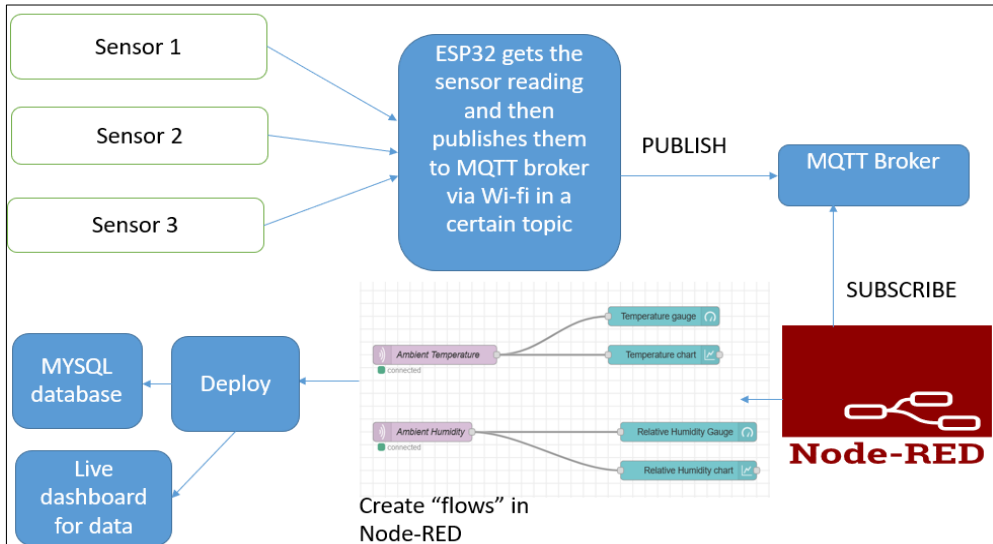 Sensor 1
Sensor 2
Sensor 3
ESP32 gets the
sensor reading
and then
publishes them
to MQTT broker
via Wi-fi in a
certain topic
PUBLISH
MQTT Broker
SUBSCRIBE
Node-RED
Temperature gauge
Ambient Temperature
Temperature chart
connected
Ambient Humidity
Relative Humidity Gauge
connected
Relative Humidity chart
Create “flows” in
Node-RED
Deploy
MYSQL
database
Live
dashboard
for data